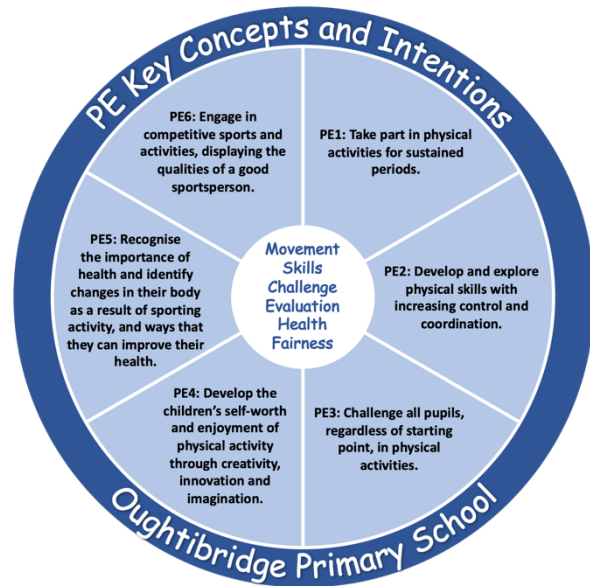 PE Key Concepts and Intentions
PE6: Engage in
competitive sports and
activities, displaying the
qualities of a good
sportsperson.
PE1: Take part in physical
activities for sustained
periods.
PE5: Recognise
the importance of
health and identify
changes in their body
as a result of sporting
activity, and ways that
they can improve their
health.
Movement
Skills
Challenge
Evaluation
Health
Fairness
PE2: Develop and explore
physical skills with
increasing control and
coordination.
PE4: Develop the
children's self-worth
and enjoyment of
physical activity
through creativity,
innovation and
imagination.
PE3: Challenge all pupils,
regardless of starting
point, in physical
activities.
Oughtibridge Primary School